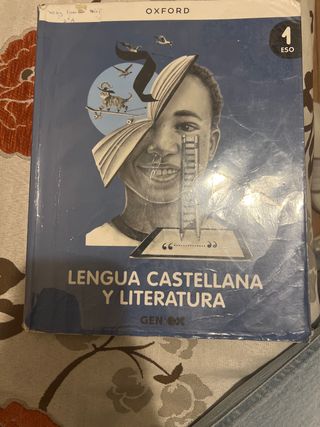 OXFORD
1
ESO
LENGUA CASTELLANA
Y LITERATURA
GEN